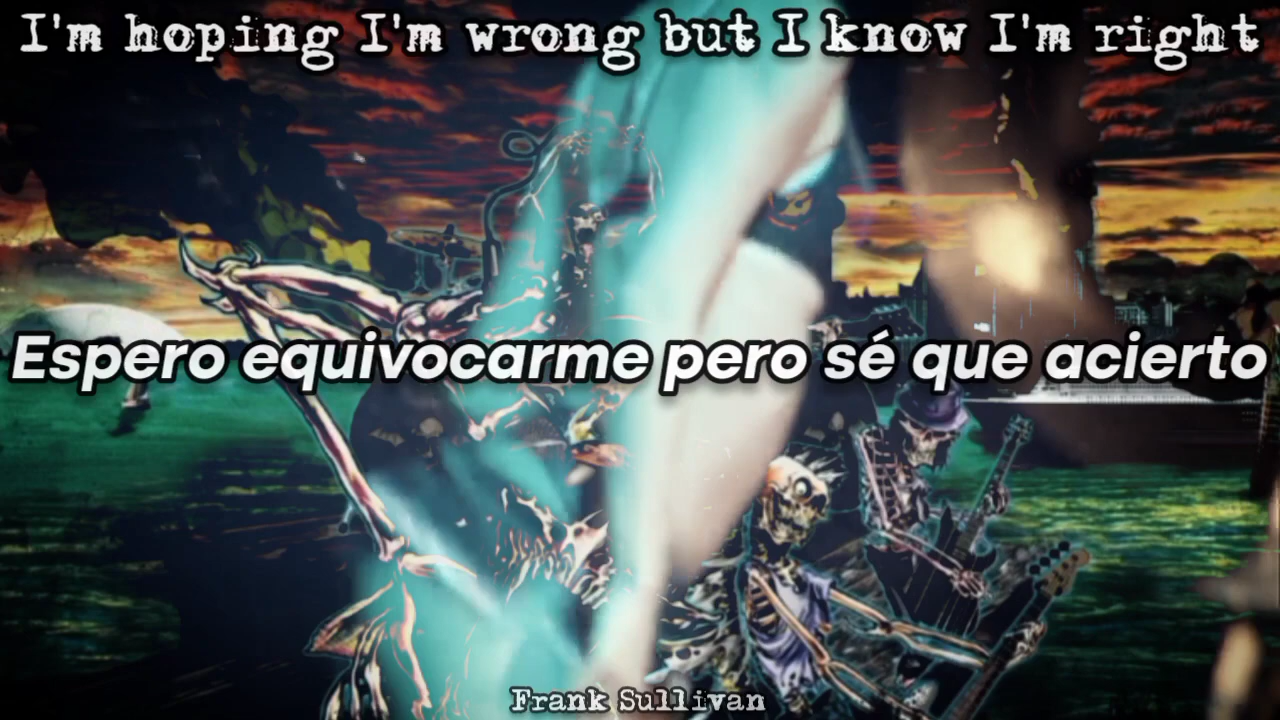 I'm hoping I'm wrong but I know I'm right
Espero equivocarme pero sé que acierto
Frank Sullivan